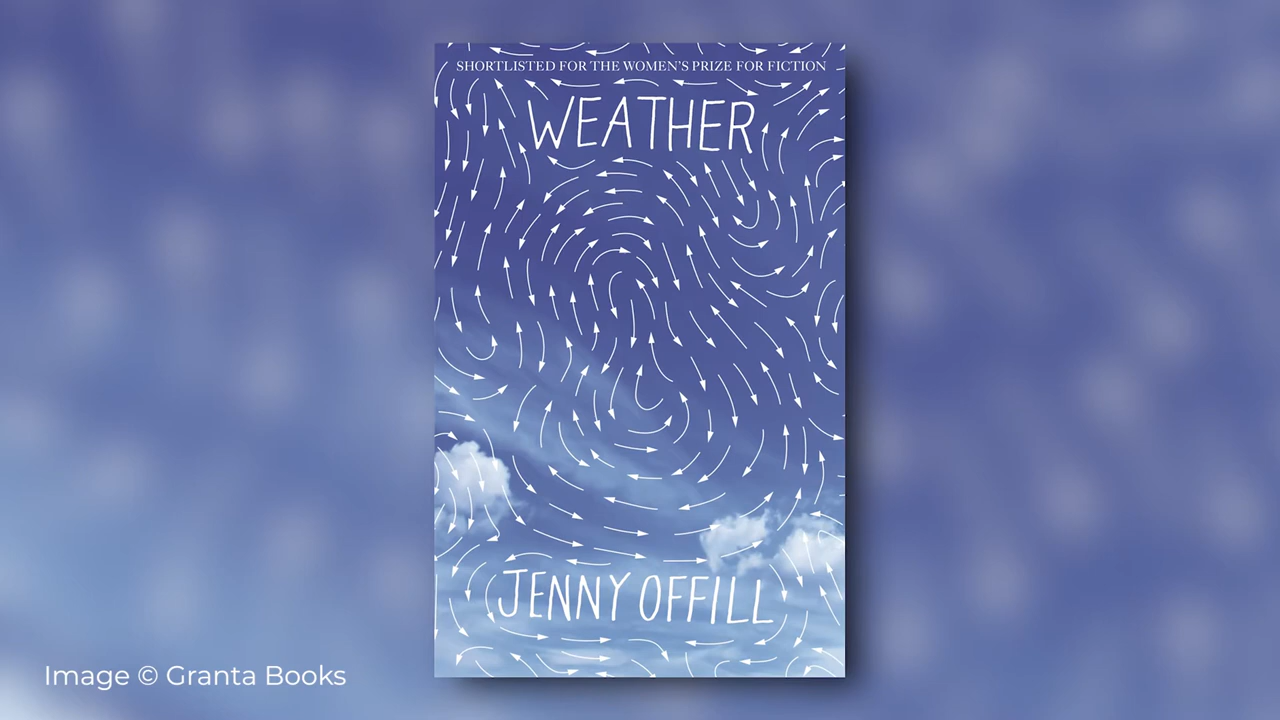 SHORTLISTED FOR THE WOMEN'S PRIZE FOR FICTION
WEATHER
JENNY OFFILL
Image © Granta Books